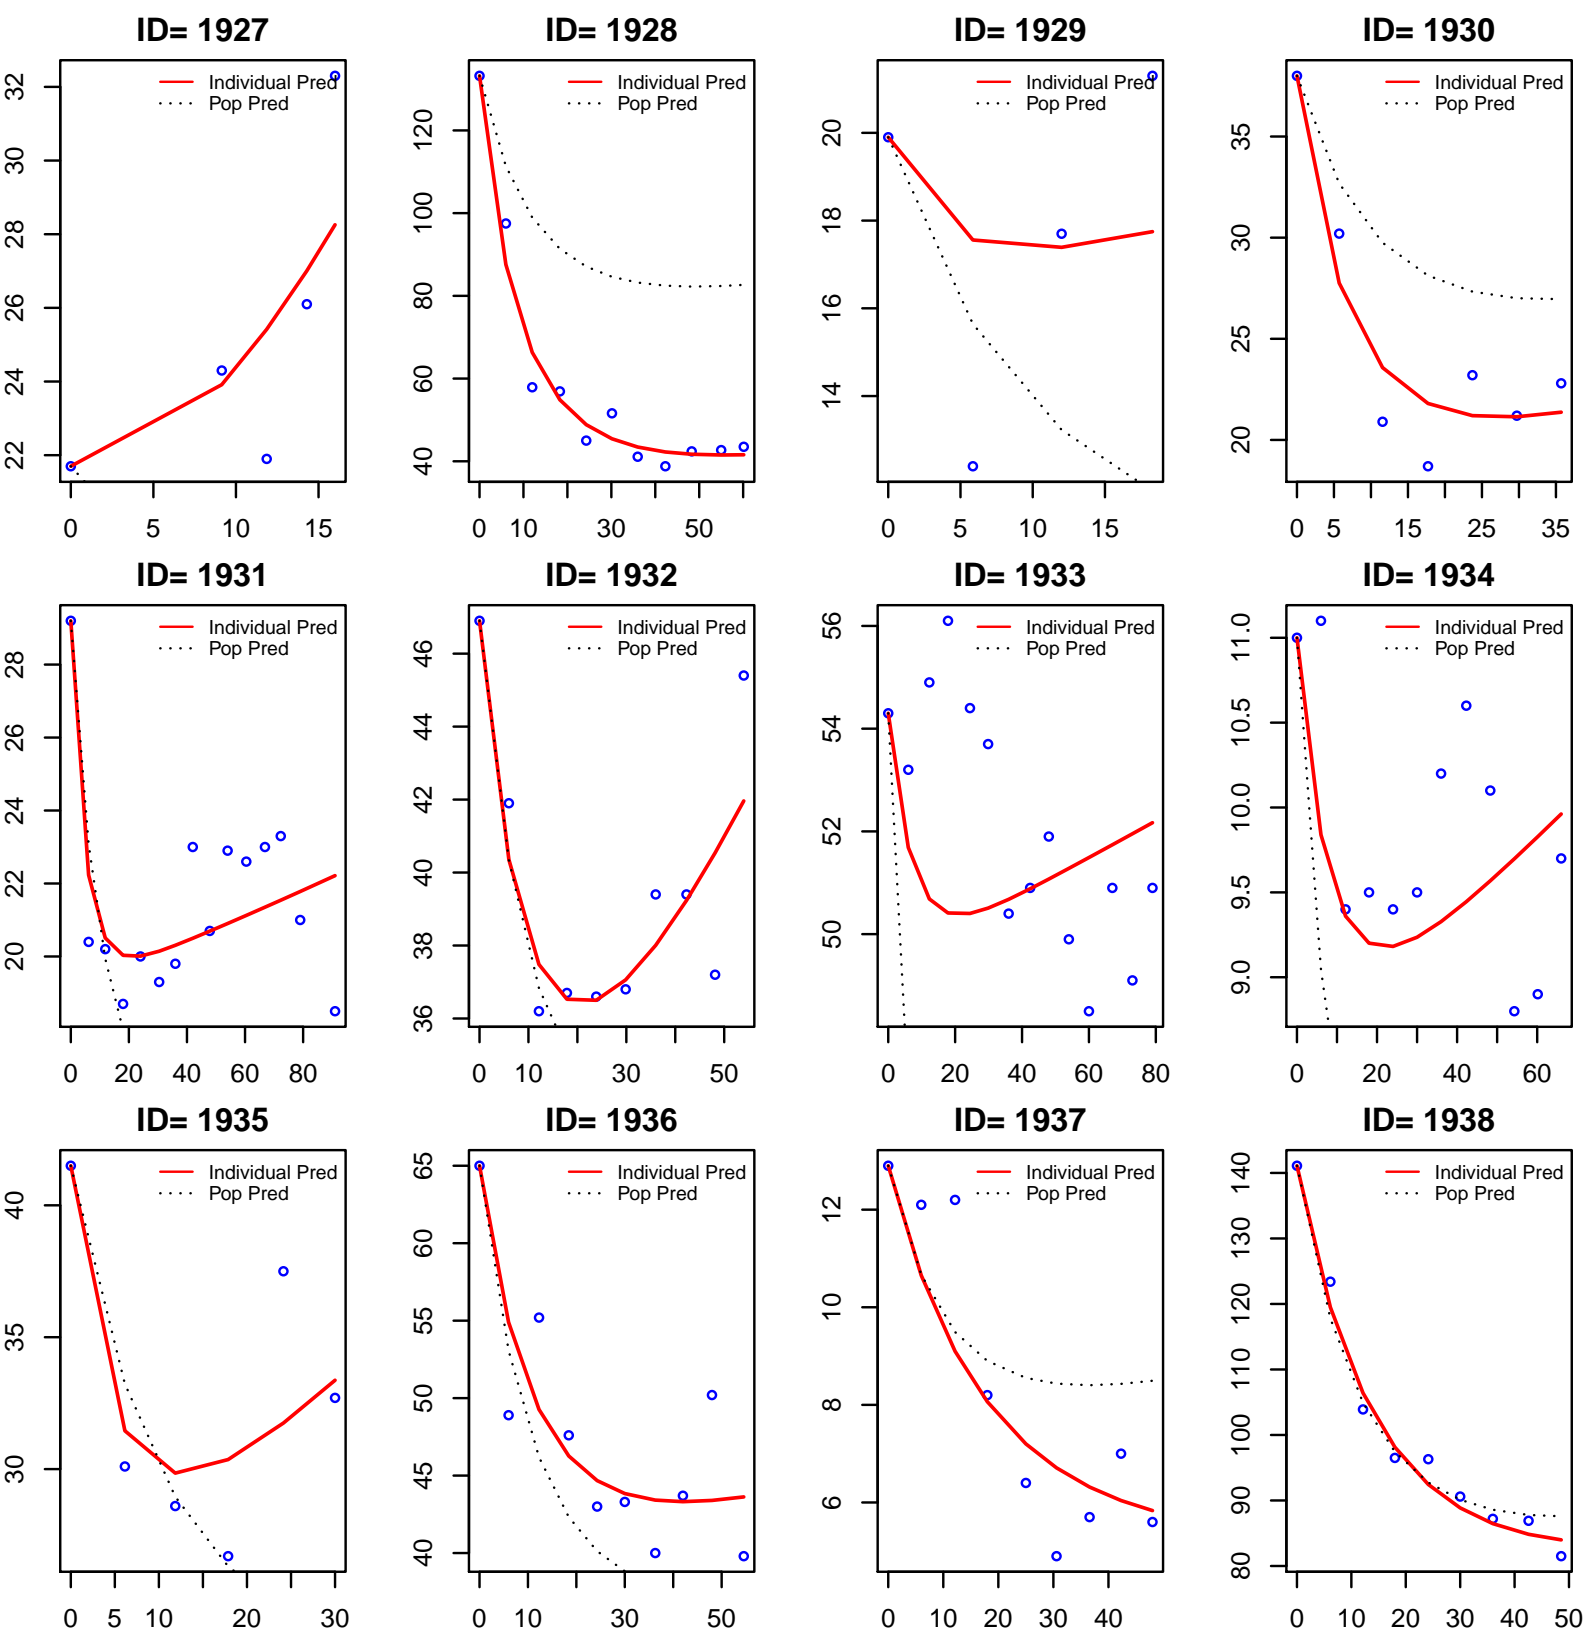 ID= 1927
Individual Pred
Pop Pred
22 24 26 28 30 32
0 5 10 15
ID= 1928
Individual Pred
Pop Pred
40 60 80 100 120
0 10 30 50
ID= 1929
Individual Pred
Pop Pred
14 16 18 20
0 5 10 15
ID= 1930
Individual Pred
Pop Pred
20 25 30 35
0 5 15 25 35
ID= 1931
Individual Pred
Pop Pred
20 22 24 26 28
0 20 40 60 80
ID= 1932
Individual Pred
Pop Pred
36 38 40 42 44 46
0 10 30 50
ID= 1933
Individual Pred
Pop Pred
50 52 54 56
0 20 40 60 80
ID= 1934
Individual Pred
Pop Pred
9.0 9.5 10.0 10.5 11.0
0 20 40 60
ID= 1935
Individual Pred
Pop Pred
30 35 40
0 5 10 20 30
ID= 1936
Individual Pred
Pop Pred
40 45 50 55 60 65
0 10 30 50
ID= 1937
Individual Pred
Pop Pred
6 8 10 12
0 10 20 30 40
ID= 1938
Individual Pred
Pop Pred
80 90 100 110 120 130 140
0 10 20 30 40 50